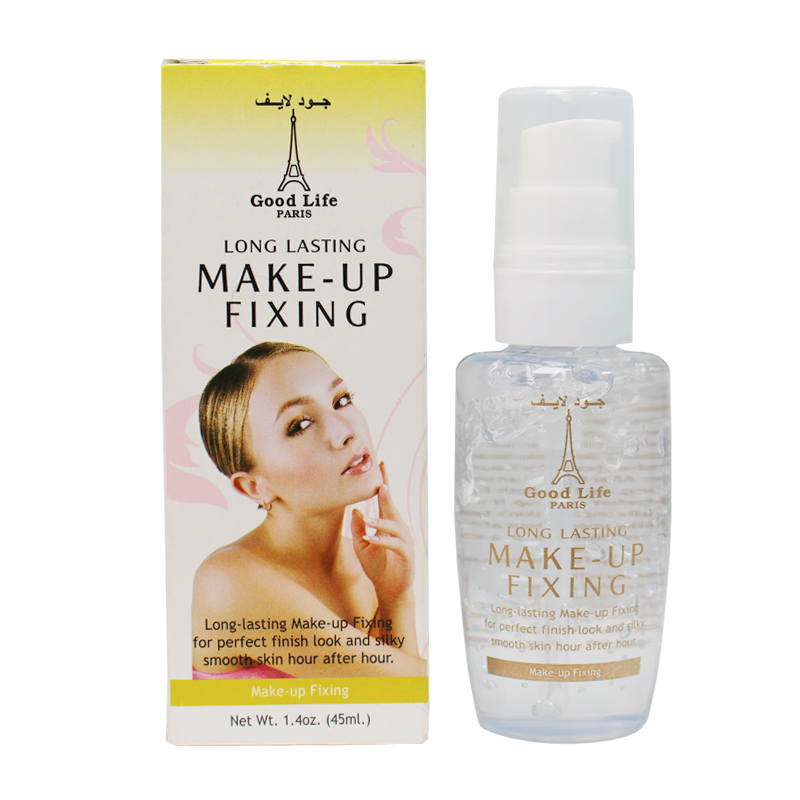 جود لايف
Good Life
PARIS
LONG LASTING
MAKE-UP
FIXING
Long-lasting Make-up Fixing
for perfect finish look and silky
smooth skin hour after hour.
Make-up Fixing
Net Wt. 1.4oz. (45ml.)
جود لايف
Good Life
PARIS
LONG LASTING
MAKE-UP
FIXING
Long-lasting Make-up Fixing
for perfect finish look and silky
smooth skin hour after hour.
Make-up Fixing